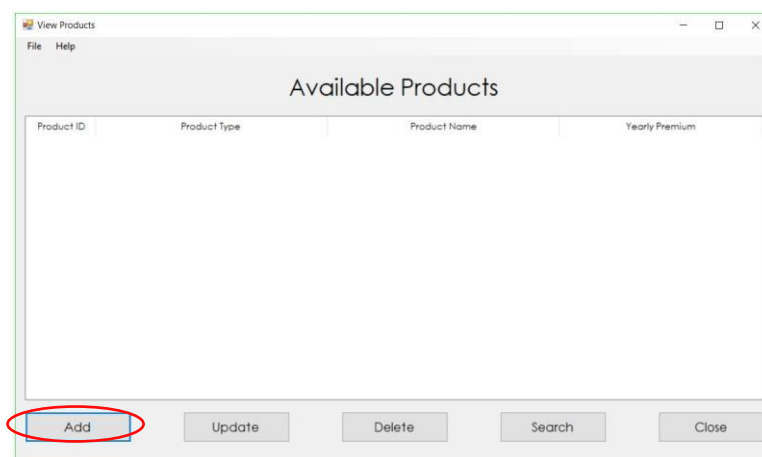 View Products
File Help
Available Products
Product ID Product Type Product Name Yearly Premium
Add Update Delete Search Close